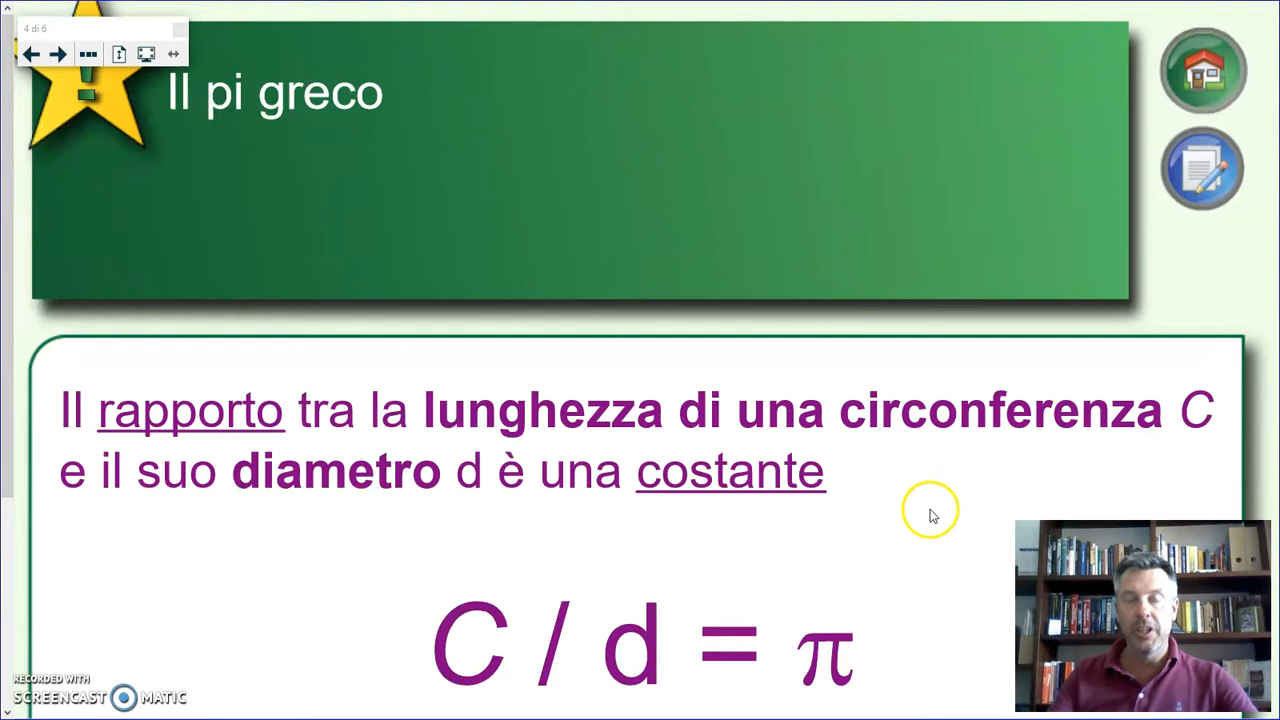 4 di 6
!
Il pi greco
Il rapporto tra la lunghezza di una circonferenza C
e il suo diametro d è una costante
C / d = π
RECORDED WITH
SCREENCAST MATIC